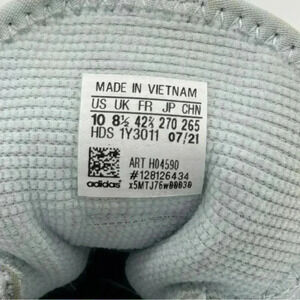 MADE IN VIETNAM
US UK FR JP CHN
10 8½ 42⅔ 270 265
HDS 1Y3011 07/21
ART H04590
#128126434
adidas x5MTJ76w00030